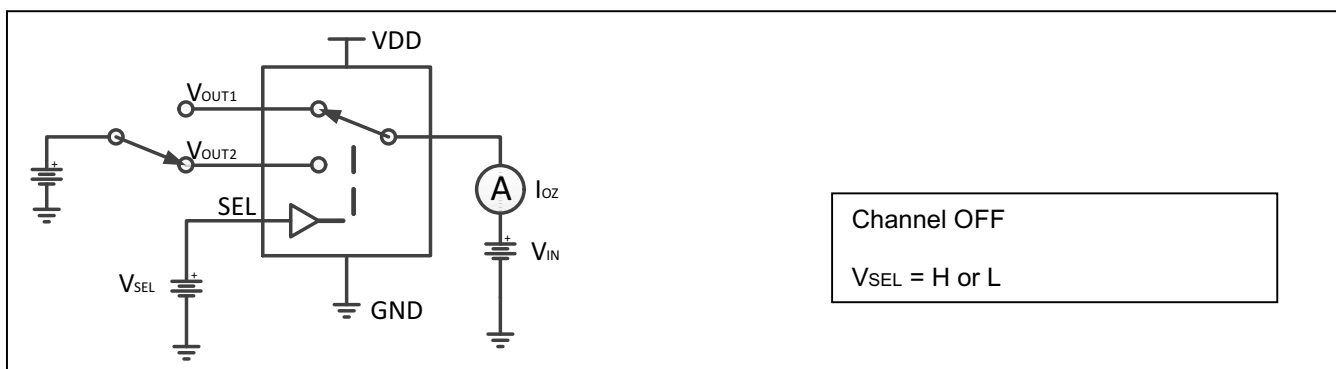 VDD
VOUT1
VOUT2
SEL
A IOZ
VIN
VSEL
GND
Channel OFF
VSEL = H or L